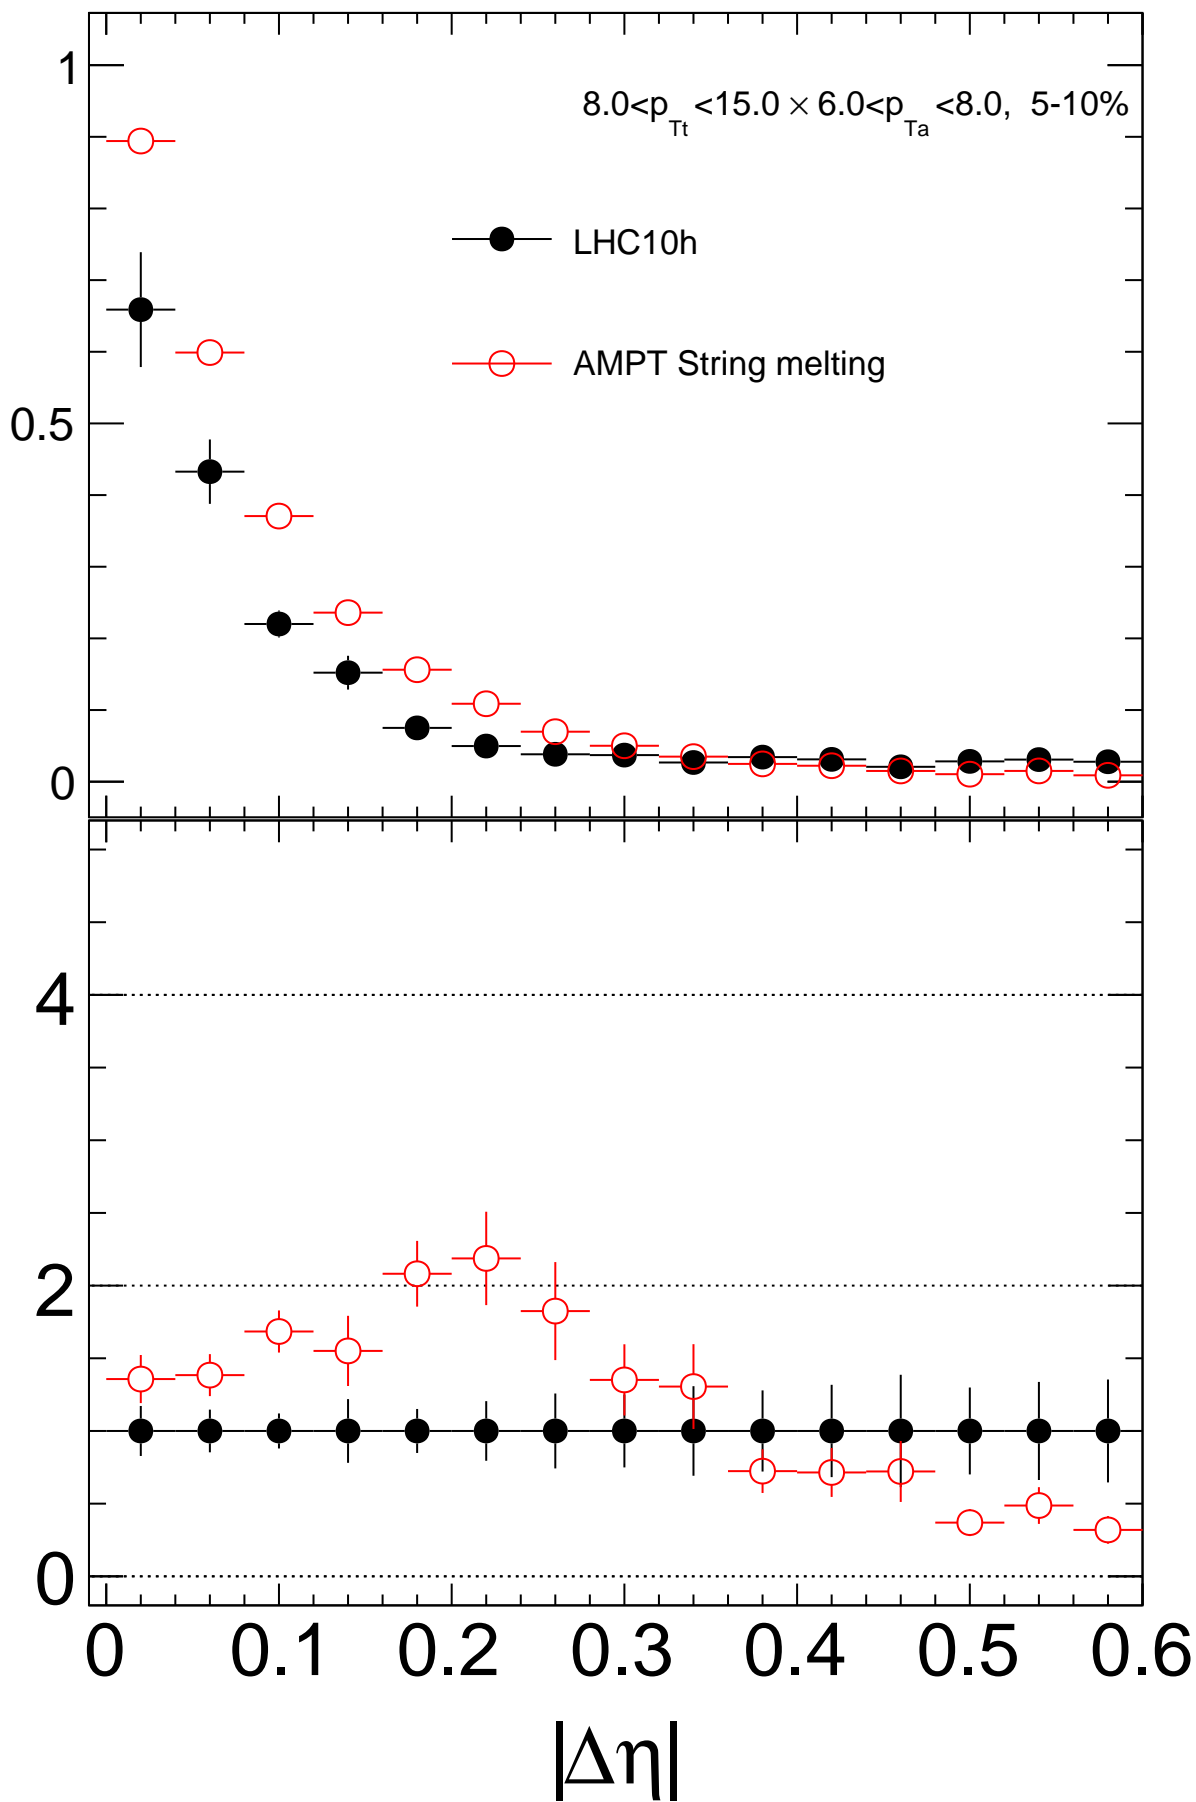 1
8.0<p_Tt <15.0 × 6.0<p_Ta <8.0, 5-10%
LHC10h
AMPT String melting
0.5
0
4
2
0
0 0.1 0.2 0.3 0.4 0.5 0.6
|Δη|